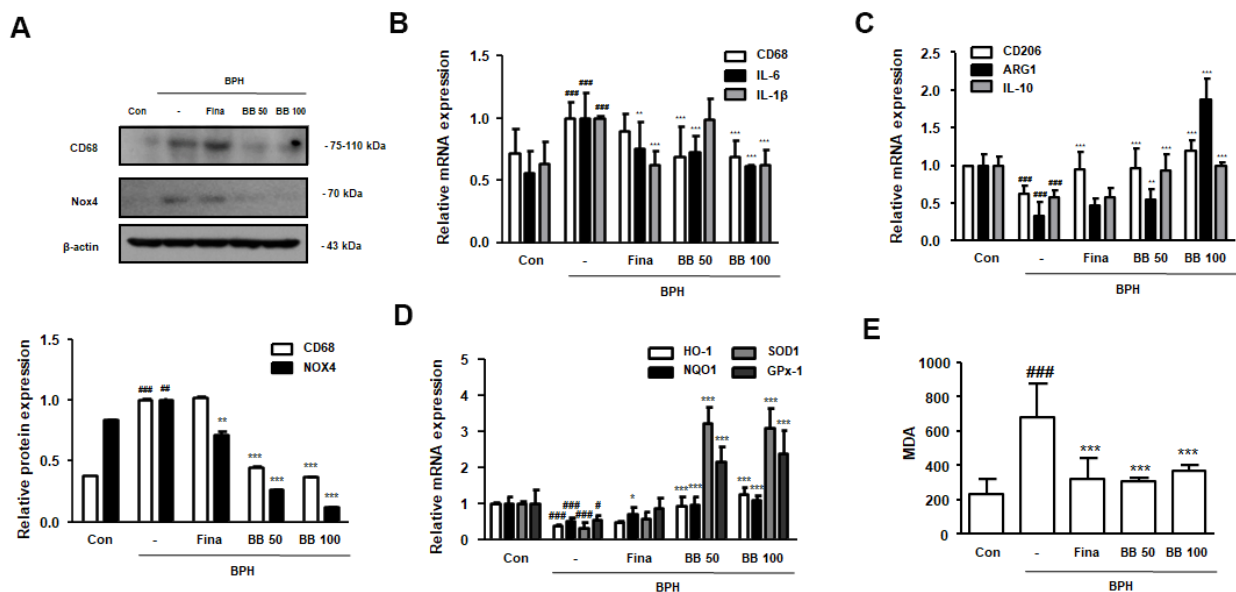 A
BPH
Con - Fina BB 50 BB 100
CD68 - 75-110 kDa
Nox4 - 70 kDa
β-actin - 43 kDa
CD68
NOX4
Relative protein expression
1.5
1.0
0.5
0.0
### ## ** *** *** *** ***
Con - Fina BB 50 BB 100
BPH
B
CD68
IL-6
IL-1β
Relative mRNA expression
1.5
1.0
0.5
0.0
### ### ### ** *** *** *** *** *** ***
Con - Fina BB 50 BB 100
BPH
C
CD206
ARG1
IL-10
Relative mRNA expression
2.5
2.0
1.5
1.0
0.5
0.0
### ### ### *** *** ** *** *** *** ***
Con - Fina BB 50 BB 100
BPH
D
HO-1 SOD1
NQO1 GPx-1
Relative mRNA expression
5
4
3
2
1
0
### ### ### # * *** *** *** *** *** *** *** ***
Con - Fina BB 50 BB 100
BPH
E
MDA
1000
800
600
400
200
0
### *** *** ***
Con - Fina BB 50 BB 100
BPH